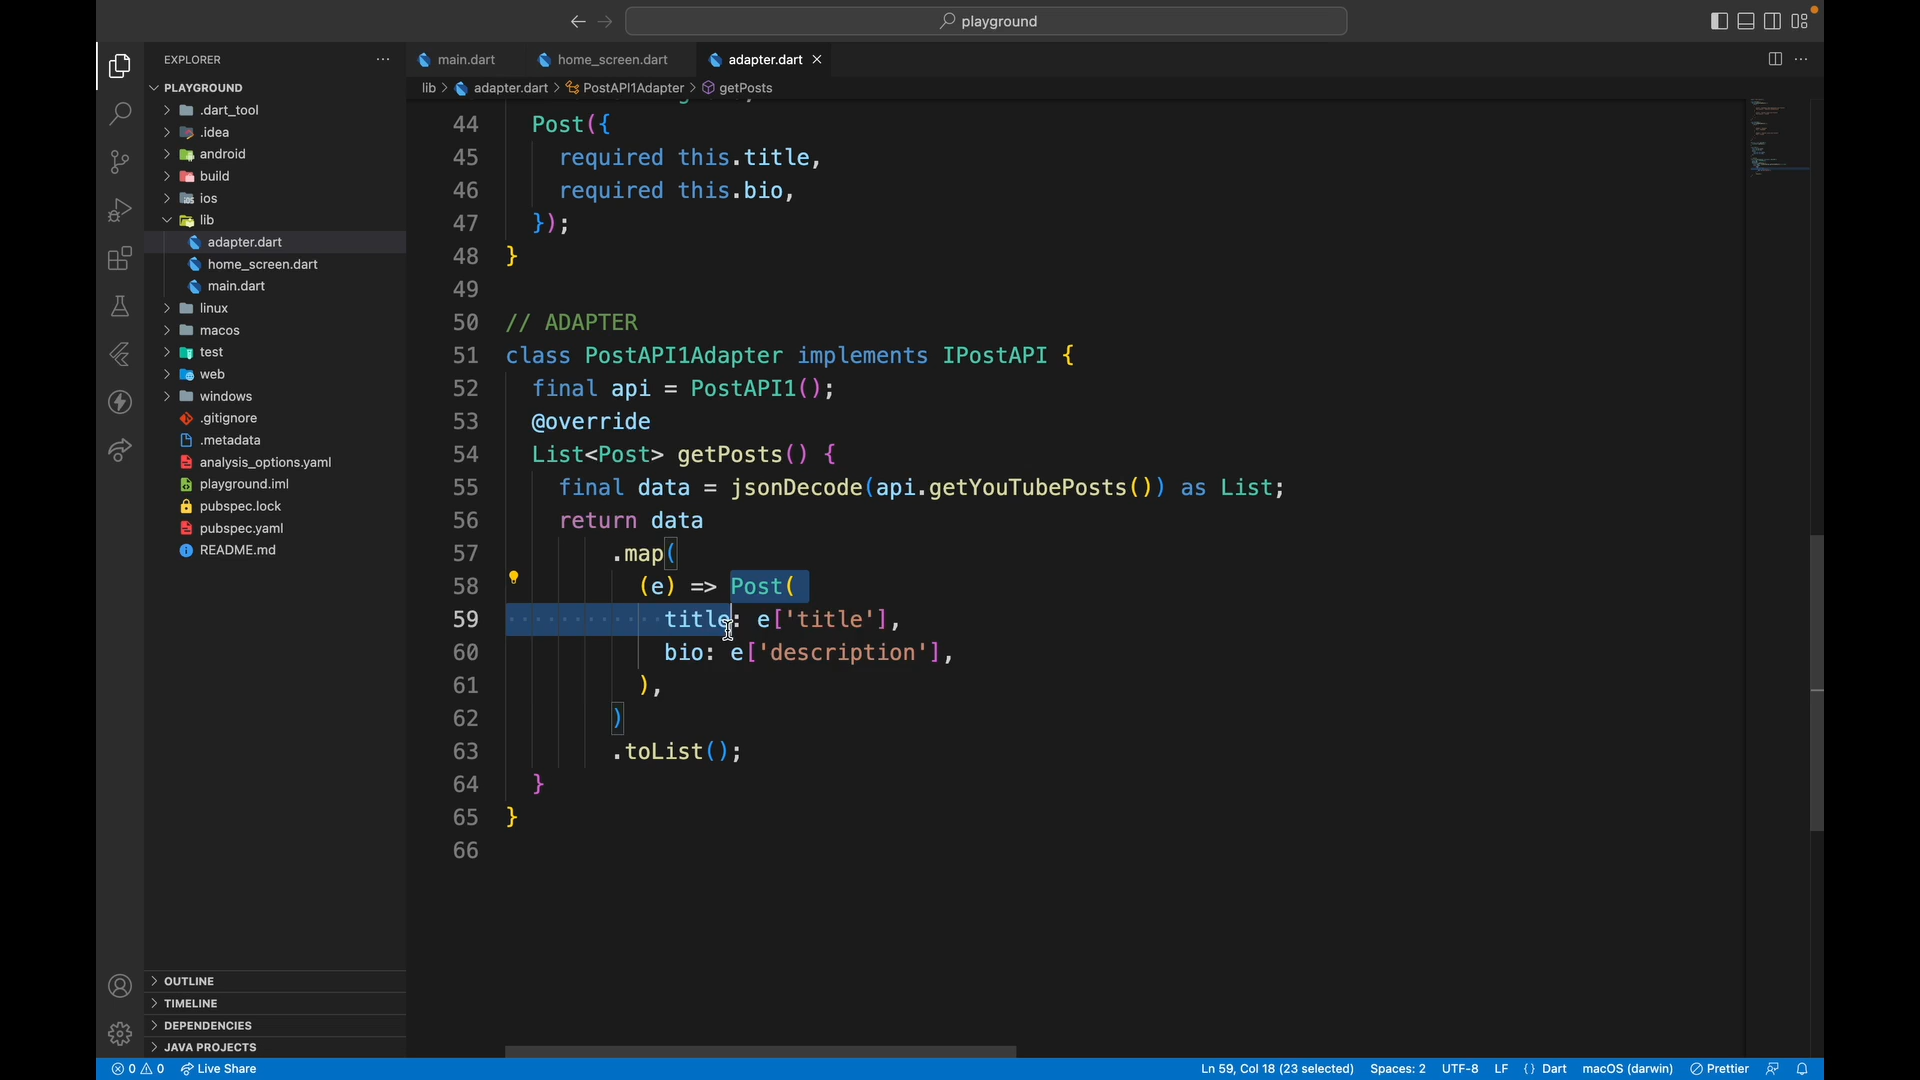 playground
EXPLORER
PLAYGROUND
.dart_tool
.idea
android
build
ios
lib
adapter.dart
home_screen.dart
main.dart
linux
macos
test
web
windows
.gitignore
.metadata
analysis_options.yaml
playground.iml
pubspec.lock
pubspec.yaml
README.md
OUTLINE
TIMELINE
DEPENDENCIES
JAVA PROJECTS
main.dart home_screen.dart adapter.dart
lib > adapter.dart > PostAPI1Adapter > getPosts
44 Post({
45 required this.title,
46 required this.bio,
47 });
48 }
49
50 // ADAPTER
51 class PostAPI1Adapter implements IPostAPI {
52 final api = PostAPI1();
53 @override
54 List<Post> getPosts() {
55 final data = jsonDecode(api.getYouTubePosts()) as List;
56 return data
57 .map(
58 (e) => Post(
59 title: e['title'],
60 bio: e['description'],
61 ),
62 )
63 .toList();
64 }
65 }
66
0 0 Live Share Ln 59, Col 18 (23 selected) Spaces: 2 UTF-8 LF {} Dart macOS (darwin) Prettier